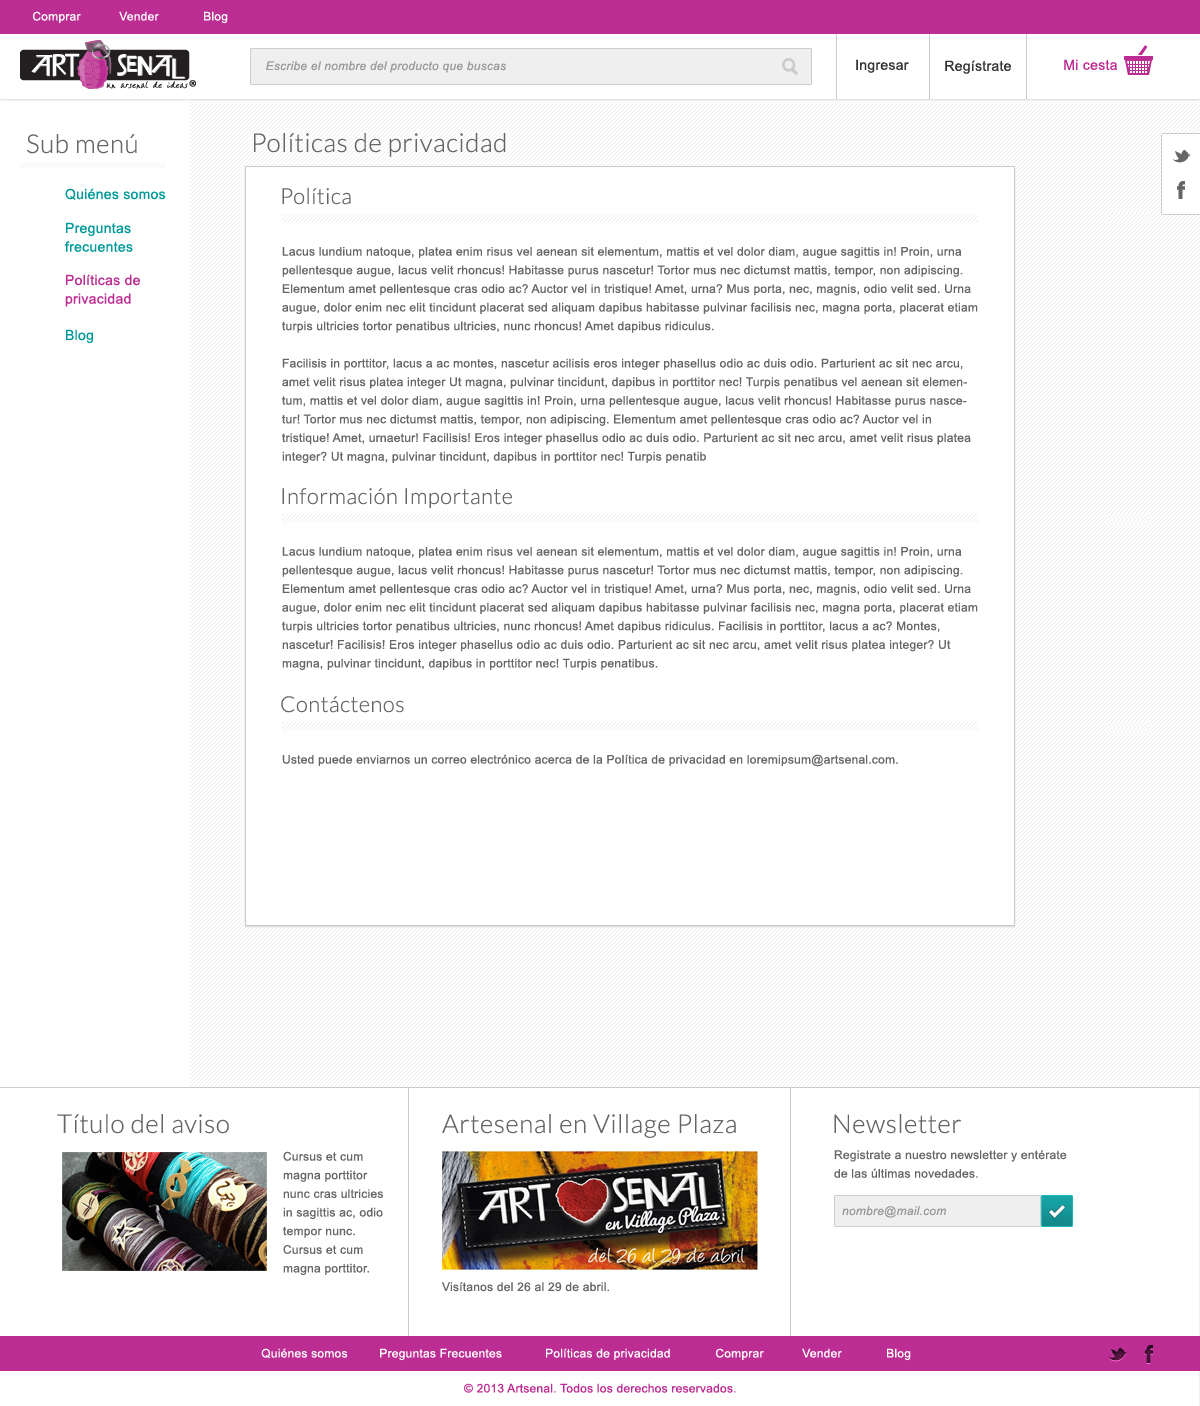 Comprar Vender Blog
ART SENAL®
un arsenal de ideas
Escribe el nombre del producto que buscas
Ingresar
Regístrate
Mi cesta
Sub menú
Quiénes somos
Preguntas
frecuentes
Políticas de
privacidad
Blog
Políticas de privacidad
Política
Lacus lundium natoque, platea enim risus vel aenean sit elementum, mattis et vel dolor diam, augue sagittis in! Proin, urna
pellentesque augue, lacus velit rhoncus! Habitasse purus nascetur! Tortor mus nec dictumst mattis, tempor, non adipiscing.
Elementum amet pellentesque cras odio ac? Auctor vel in tristique! Amet, urna? Mus porta, nec, magnis, odio velit sed. Urna
augue, dolor enim nec elit tincidunt placerat sed aliquam dapibus habitasse pulvinar facilisis nec, magna porta, placerat etiam
turpis ultricies tortor penatibus ultricies, nunc rhoncus! Amet dapibus ridiculus.
Facilisis in porttitor, lacus a ac montes, nascetur acilisis eros integer phasellus odio ac duis odio. Parturient ac sit nec arcu,
amet velit risus platea integer Ut magna, pulvinar tincidunt, dapibus in porttitor nec! Turpis penatibus vel aenean sit elemen-
tum, mattis et vel dolor diam, augue sagittis in! Proin, urna pellentesque augue, lacus velit rhoncus! Habitasse purus nasce-
tur! Tortor mus nec dictumst mattis, tempor, non adipiscing. Elementum amet pellentesque cras odio ac? Auctor vel in
tristique! Amet, urnaetur! Facilisis! Eros integer phasellus odio ac duis odio. Parturient ac sit nec arcu, amet velit risus platea
integer? Ut magna, pulvinar tincidunt, dapibus in porttitor nec! Turpis penatib
Información Importante
Lacus lundium natoque, platea enim risus vel aenean sit elementum, mattis et vel dolor diam, augue sagittis in! Proin, urna
pellentesque augue, lacus velit rhoncus! Habitasse purus nascetur! Tortor mus nec dictumst mattis, tempor, non adipiscing.
Elementum amet pellentesque cras odio ac? Auctor vel in tristique! Amet, urna? Mus porta, nec, magnis, odio velit sed. Urna
augue, dolor enim nec elit tincidunt placerat sed aliquam dapibus habitasse pulvinar facilisis nec, magna porta, placerat etiam
turpis ultricies tortor penatibus ultricies, nunc rhoncus! Amet dapibus ridiculus. Facilisis in porttitor, lacus a ac? Montes,
nascetur! Facilisis! Eros integer phasellus odio ac duis odio. Parturient ac sit nec arcu, amet velit risus platea integer? Ut
magna, pulvinar tincidunt, dapibus in porttitor nec! Turpis penatibus.
Contáctenos
Usted puede enviarnos un correo electrónico acerca de la Política de privacidad en loremipsum@artsenal.com.
Título del aviso
Cursus et cum
magna porttitor
nunc cras ultricies
in sagittis ac, odio
tempor nunc.
Cursus et cum
magna porttitor.
Artesenal en Village Plaza
ART SENAL
en Village Plaza
del 26 al 29 de abril
Visítanos del 26 al 29 de abril.
Newsletter
Registrate a nuestro newsletter y entérate
de las últimas novedades.
nombre@mail.com
Quiénes somos Preguntas Frecuentes Políticas de privacidad Comprar Vender Blog
© 2013 Artsenal. Todos los derechos reservados.